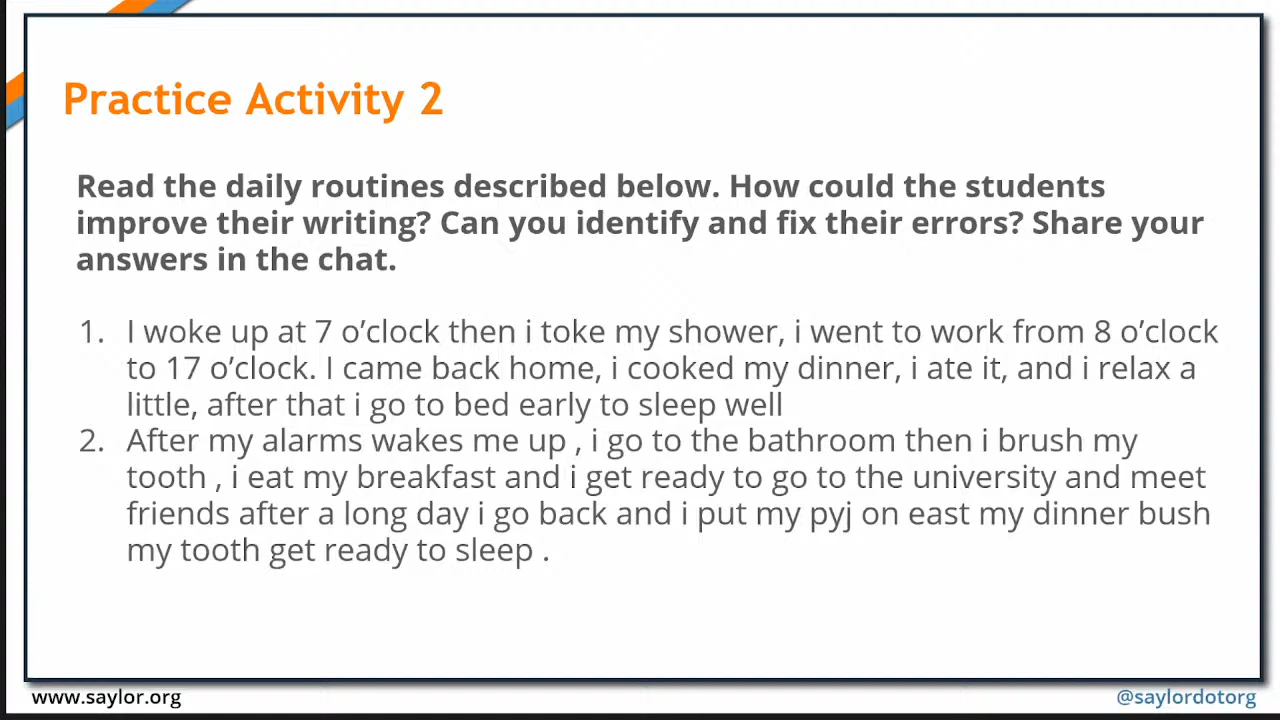 Practice Activity 2
Read the daily routines described below. How could the students
improve their writing? Can you identify and fix their errors? Share your
answers in the chat.
1. I woke up at 7 o’clock then i toke my shower, i went to work from 8 o’clock
to 17 o’clock. I came back home, i cooked my dinner, i ate it, and i relax a
little, after that i go to bed early to sleep well
2. After my alarms wakes me up , i go to the bathroom then i brush my
tooth , i eat my breakfast and i get ready to go to the university and meet
friends after a long day i go back and i put my pyj on east my dinner bush
my tooth get ready to sleep .
www.saylor.org
@saylordotorg